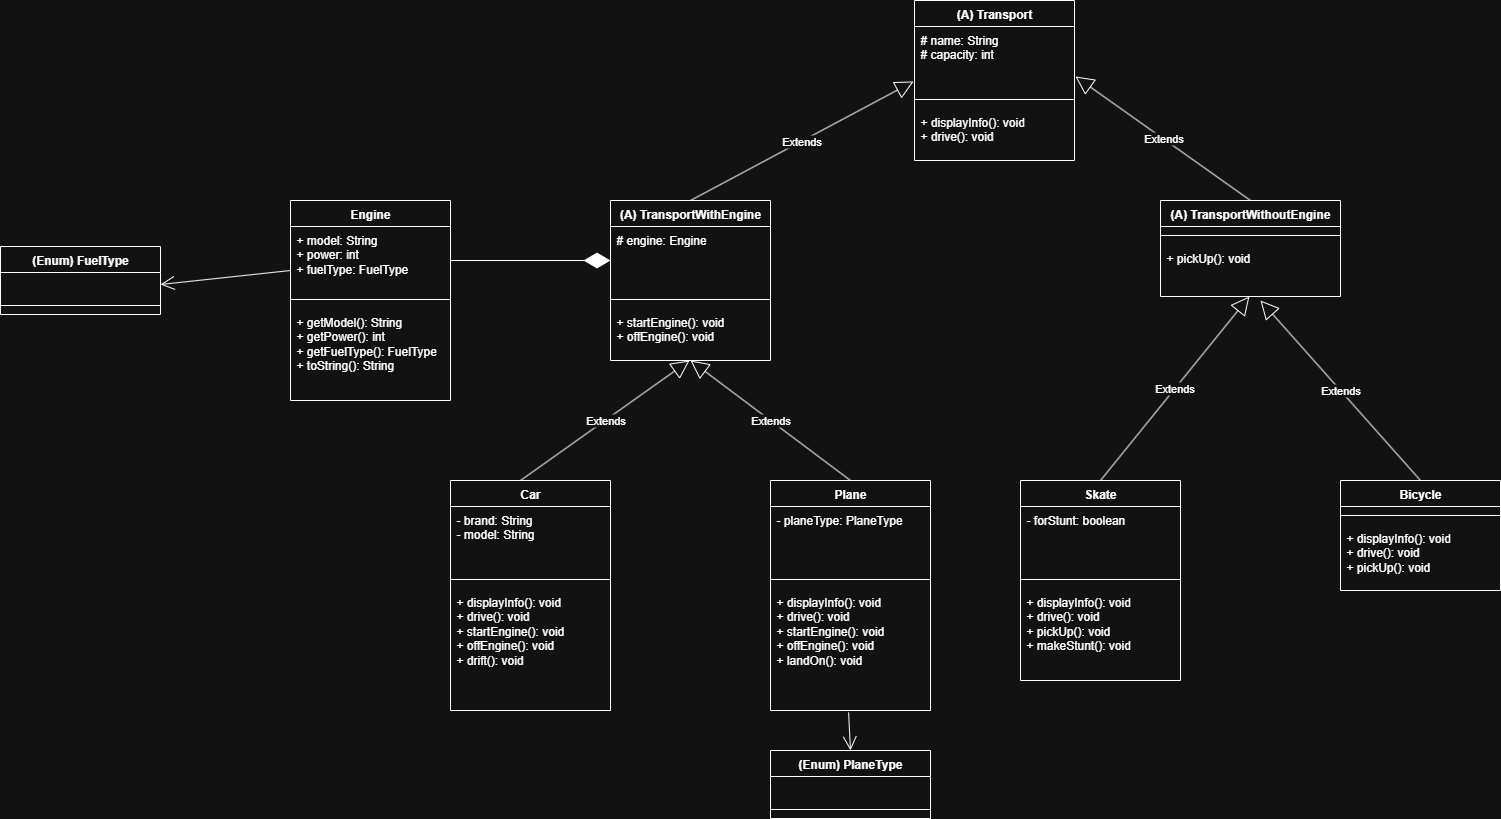 (A) Transport
# name: String
# capacity: int
+ displayInfo(): void
+ drive(): void
Extends
Extends
Engine
+ model: String
+ power: int
+ fuelType: FuelType
+ getModel(): String
+ getPower(): int
+ getFuelType(): FuelType
+ toString(): String
(A) TransportWithEngine
# engine: Engine
+ startEngine(): void
+ offEngine(): void
(A) TransportWithoutEngine
+ pickUp(): void
(Enum) FuelType
Extends
Extends
Extends
Extends
Car
- brand: String
- model: String
+ displayInfo(): void
+ drive(): void
+ startEngine(): void
+ offEngine(): void
+ drift(): void
Plane
- planeType: PlaneType
+ displayInfo(): void
+ drive(): void
+ startEngine(): void
+ offEngine(): void
+ landOn(): void
Skate
- forStunt: boolean
+ displayInfo(): void
+ drive(): void
+ pickUp(): void
+ makeStunt(): void
Bicycle
+ displayInfo(): void
+ drive(): void
+ pickUp(): void
(Enum) PlaneType